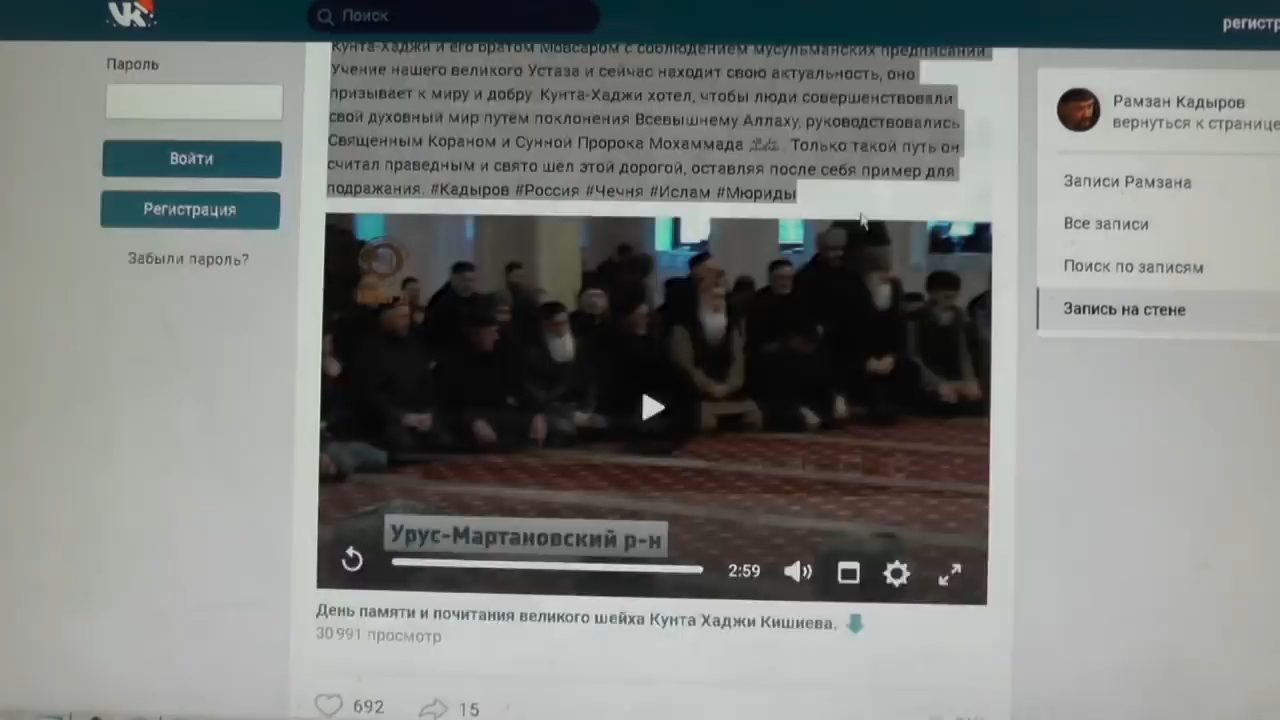 Поиск
регистр
Пароль
Войти
Регистрация
Забыли пароль?
Кунта-Хаджи и его братом Мовсаром с соблюдением мусульманских предписаний.
Учение нашего великого Устаза и сейчас находит свою актуальность, оно
призывает к миру и добру. Кунта-Хаджи хотел, чтобы люди совершенствовали
свой духовный мир путём поклонения Всевышнему Аллаху, руководствовались
Священным Кораном и Сунной Пророка Мохаммада ﷺ. Только такой путь он
считал праведным и свято шёл этой дорогой, оставляя после себя пример для
подражания. #Кадыров #Россия #Чечня #Ислам #Мюриды
Урус-Мартановский р-н
2:59
День памяти и почитания великого шейха Кунта Хаджи Кишиева.
30 991 просмотр
692
15
Рамзан Кадыров
вернуться к странице
Записи Рамзана
Все записи
Поиск по записям
Запись на стене